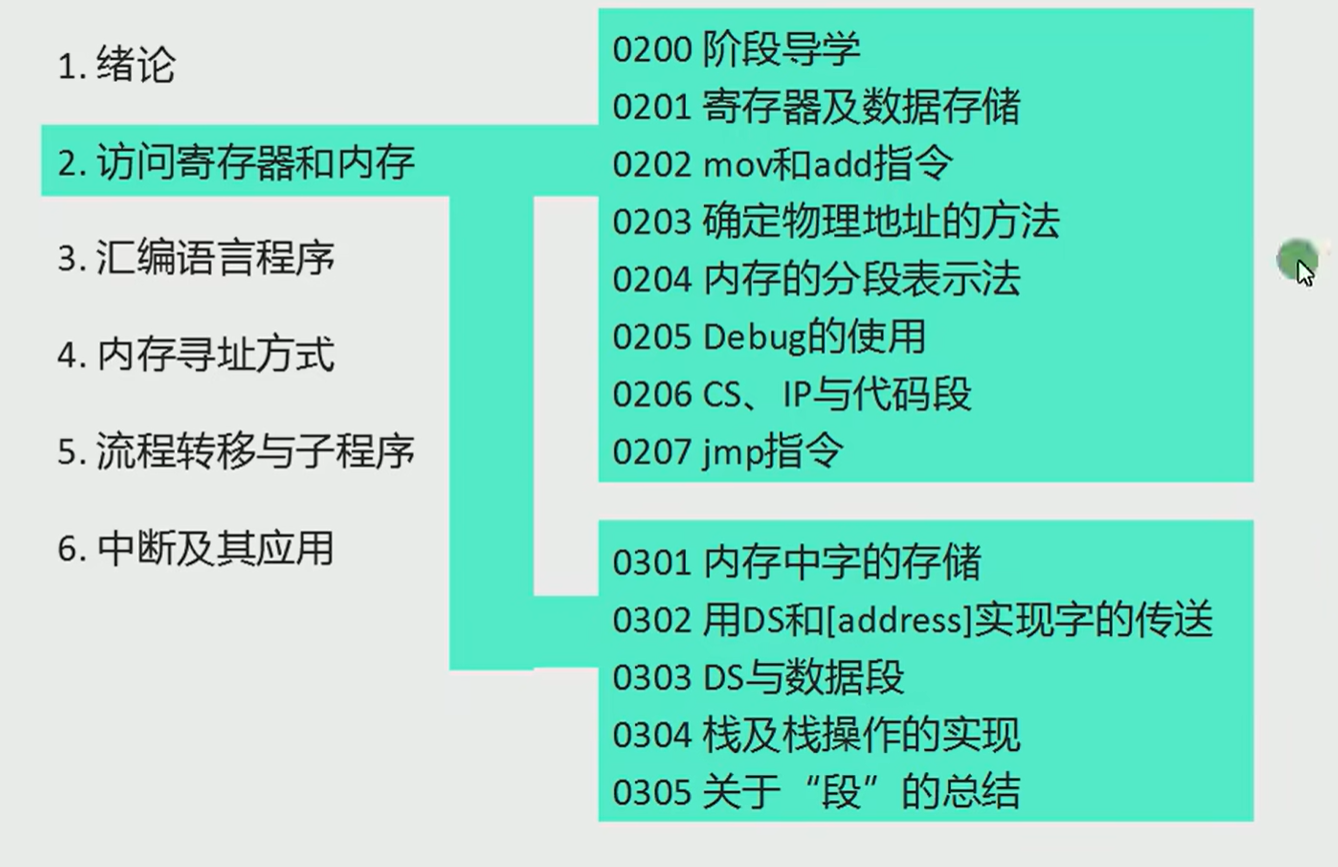 1. 绪论
2. 访问寄存器和内存
3. 汇编语言程序
4. 内存寻址方式
5. 流程转移与子程序
6. 中断及其应用
0200 阶段导学
0201 寄存器及数据存储
0202 mov和add指令
0203 确定物理地址的方法
0204 内存的分段表示法
0205 Debug的使用
0206 CS、IP与代码段
0207 jmp指令
0301 内存中字的存储
0302 用DS和[address]实现字的传送
0303 DS与数据段
0304 栈及栈操作的实现
0305 关于“段”的总结